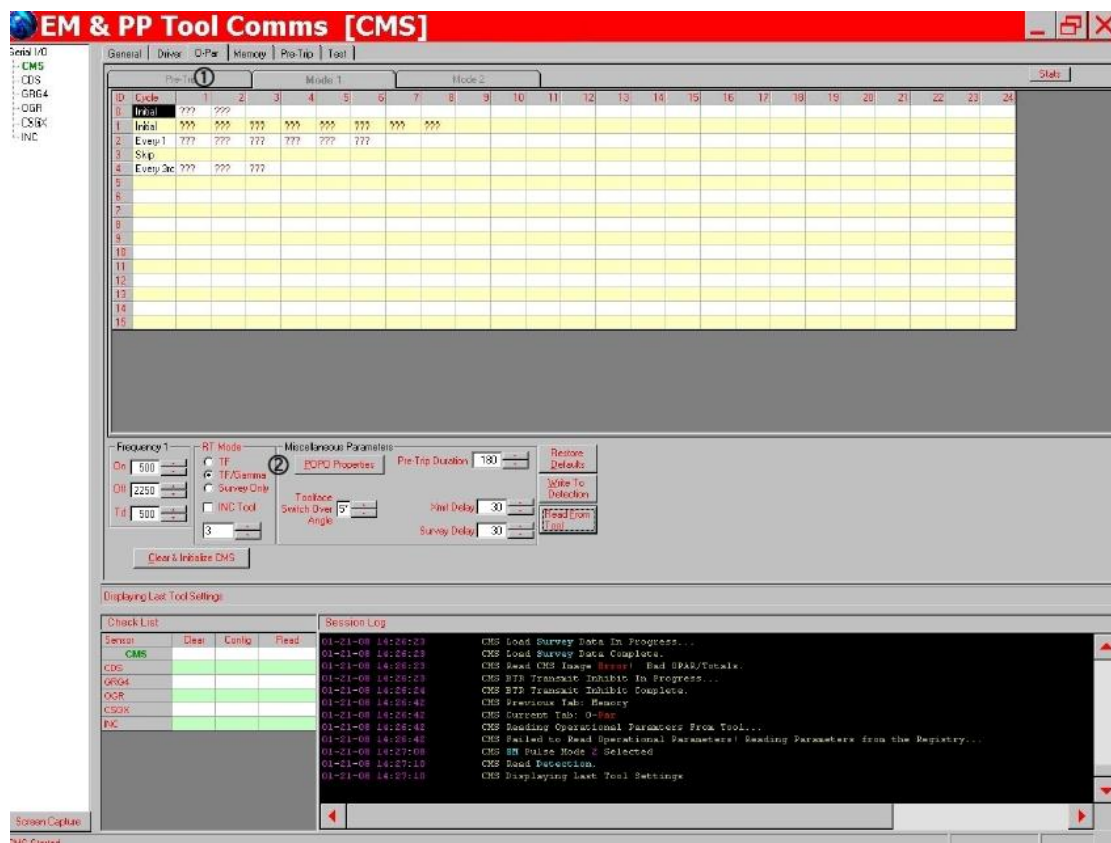 EM & PP Tool Comms [CMS]
Serial I/O
CMS
CDS
GRG4
OGR
CSGX
INC
General Driver O-Par Memory Pre-Trip Test
① Mode 1 Mode 2
Stats
ID Cycle 1 2 3 4 5 6 7 8 9 10 11 12 13 14 15 16 17 18 19 20 21 22 23 24
0 Initial ??? ???
1 Initial ??? ??? ??? ??? ??? ??? ??? ???
2 Every 1 ??? ??? ??? ??? ??? ???
3 Skip
4 Every 3rc ??? ??? ???
5
6
7
8
9
10
11
12
13
14
15
Frequency 1
On 500
Off 2250
Td 500
RT Mode
TF
TF/Gamma
Survey Only
INC Tool
3
Clear & Initialize CMS
Miscellaneous Parameters
② POPO Properties
Pre-Trip Duration 180
Toolface Switch Over Angle 5°
Xmit Delay 30
Survey Delay 30
Restore Defaults
Write To Detection
Read From Tool
Displaying Last Tool Settings
Check List
Sensor Clear Config Read
CMS
CDS
GRG4
OGR
CSGX
INC
Session Log
01-21-08 14:26:23 CMS Load Survey Data In Progress...
01-21-08 14:26:23 CMS Load Survey Data Complete.
01-21-08 14:26:23 CMS Read CMS Image Error! Bad OPAR/Totals.
01-21-08 14:26:23 CMS BTR Transmit Inhibit In Progress...
01-21-08 14:26:24 CMS BTR Transmit Inhibit Complete.
01-21-08 14:26:42 CMS Previous Tab: Memory
01-21-08 14:26:42 CMS Current Tab: O-Par
01-21-08 14:26:42 CMS Reading Operational Paramters From Tool...
01-21-08 14:26:42 CMS Failed to Read Operational Parameters! Reading Parameters from the Registry...
01-21-08 14:27:08 CMS EM Pulse Mode 2 Selected
01-21-08 14:27:10 CMS Read Detection.
01-21-08 14:27:10 CMS Displaying Last Tool Settings
Screen Capture
CMS Started